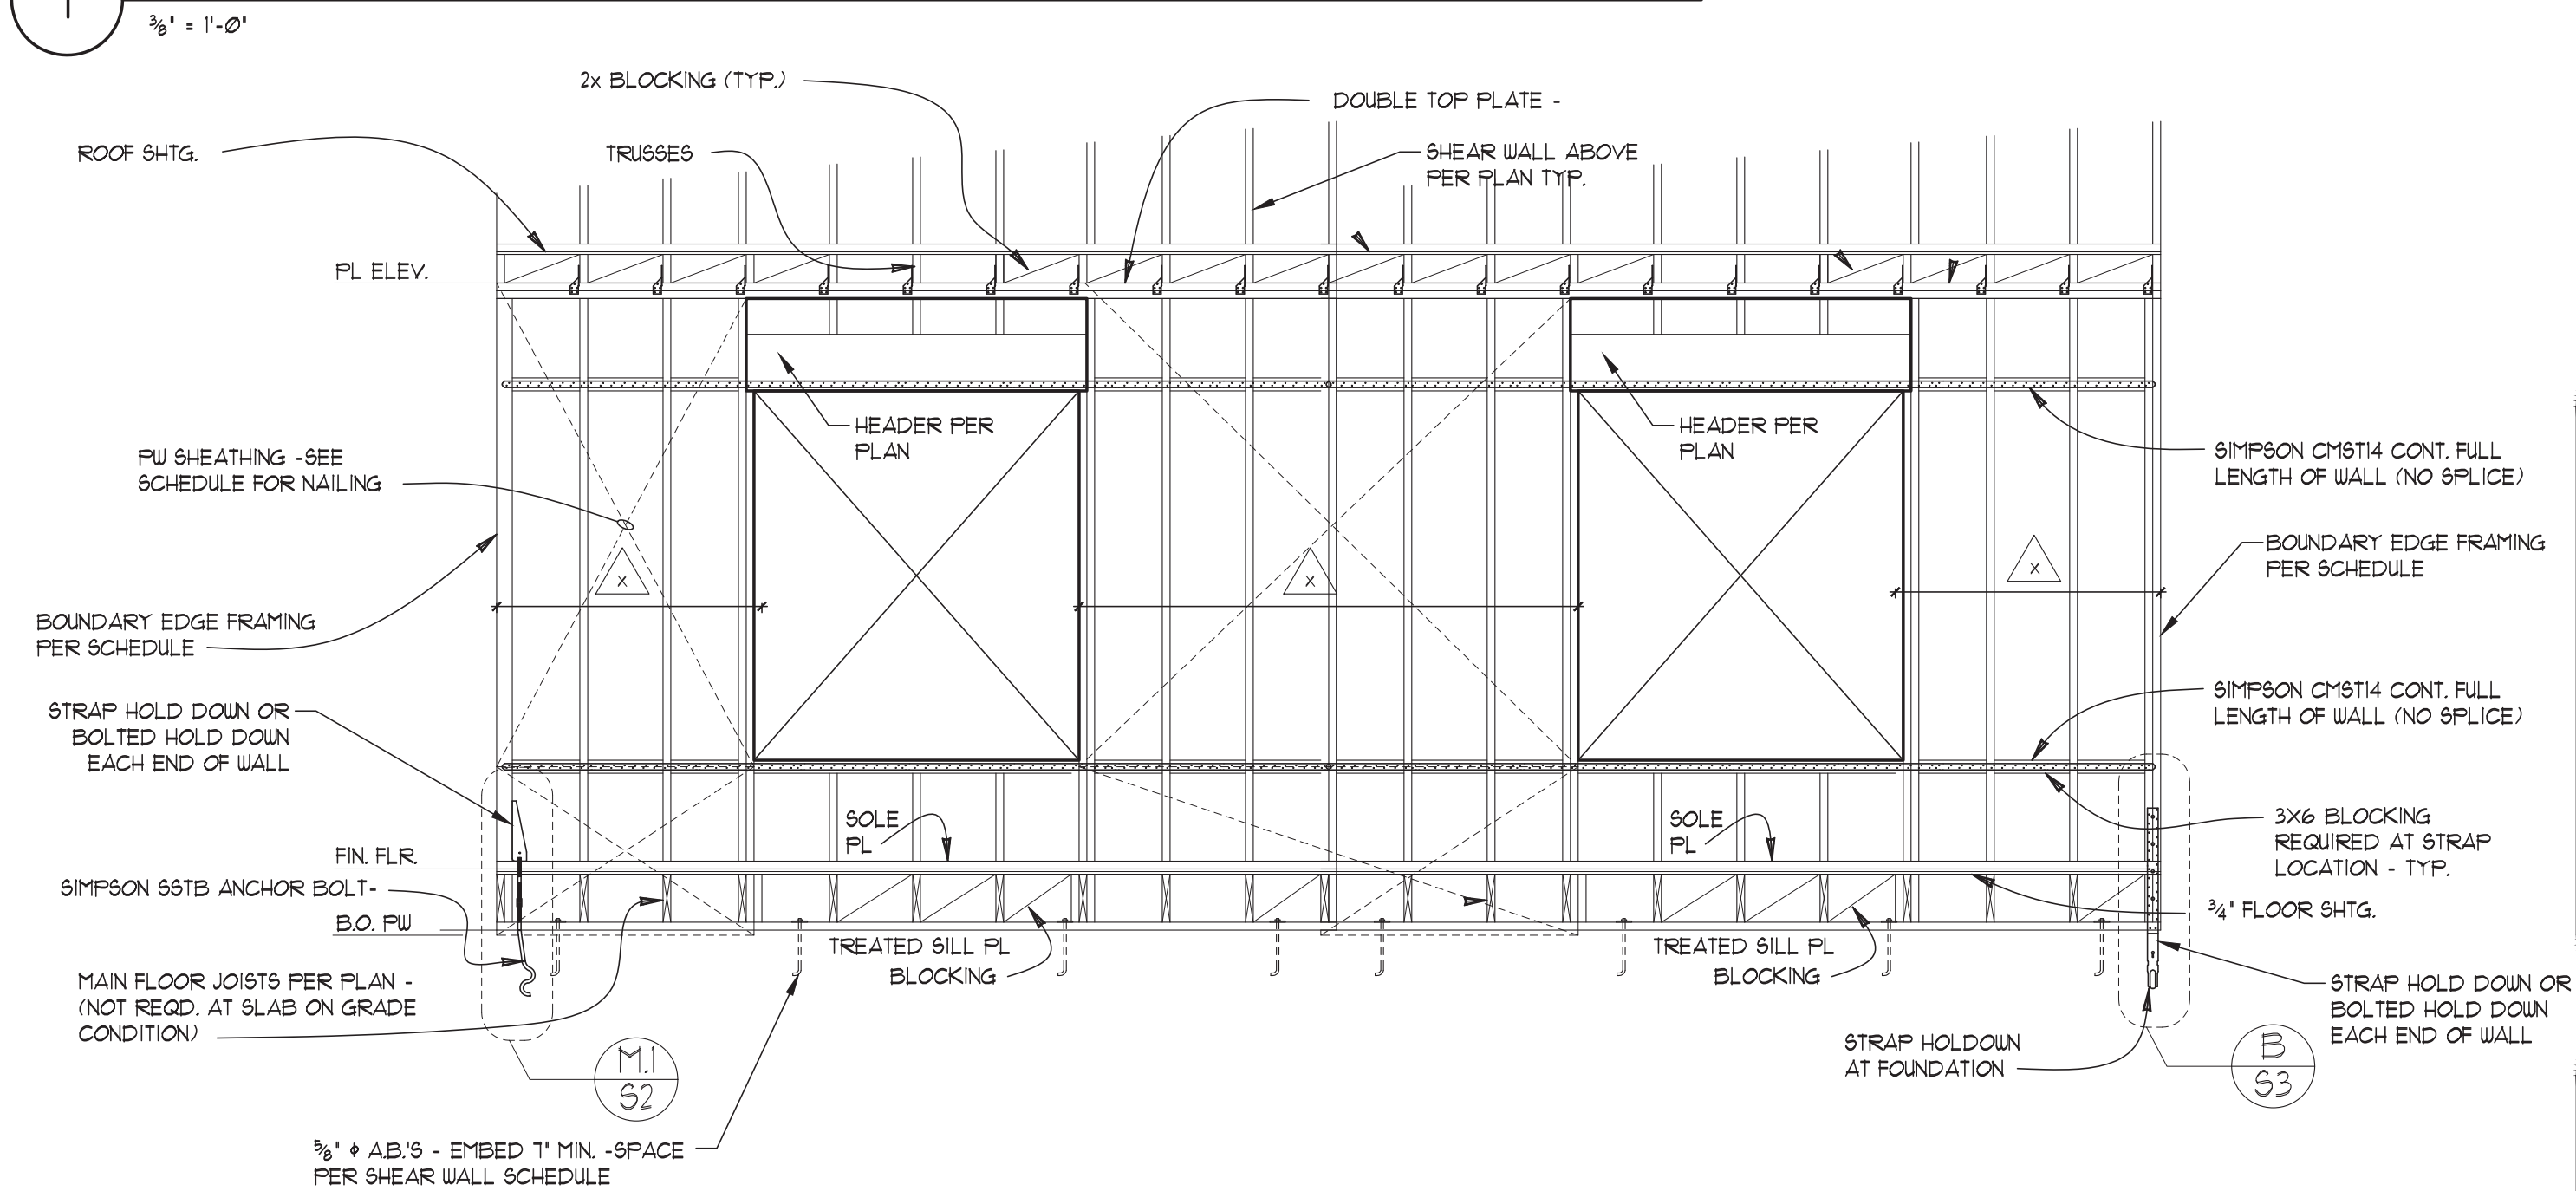 1
3/8" = 1'-0"
2x BLOCKING (TYP.)
DOUBLE TOP PLATE -
ROOF SHTG.
TRUSSES
SHEAR WALL ABOVE
PER PLAN TYP.
PL ELEV.
HEADER PER
PLAN
HEADER PER
PLAN
PW SHEATHING -SEE
SCHEDULE FOR NAILING
SIMPSON CMST14 CONT. FULL
LENGTH OF WALL (NO SPLICE)
BOUNDARY EDGE FRAMING
PER SCHEDULE
X
X
X
BOUNDARY EDGE FRAMING
PER SCHEDULE
STRAP HOLD DOWN OR
BOLTED HOLD DOWN
EACH END OF WALL
SIMPSON CMST14 CONT. FULL
LENGTH OF WALL (NO SPLICE)
SOLE
PL
SOLE
PL
3X6 BLOCKING
REQUIRED AT STRAP
LOCATION - TYP.
FIN. FLR.
SIMPSON SSTB ANCHOR BOLT-
3/4" FLOOR SHTG.
B.O. PW
TREATED SILL PL
BLOCKING
TREATED SILL PL
BLOCKING
MAIN FLOOR JOISTS PER PLAN -
(NOT REQD. AT SLAB ON GRADE
CONDITION)
STRAP HOLD DOWN OR
BOLTED HOLD DOWN
EACH END OF WALL
STRAP HOLDOWN
AT FOUNDATION
M.1
S2
B
S3
5/8" φ A.B.'S - EMBED 7" MIN. -SPACE
PER SHEAR WALL SCHEDULE